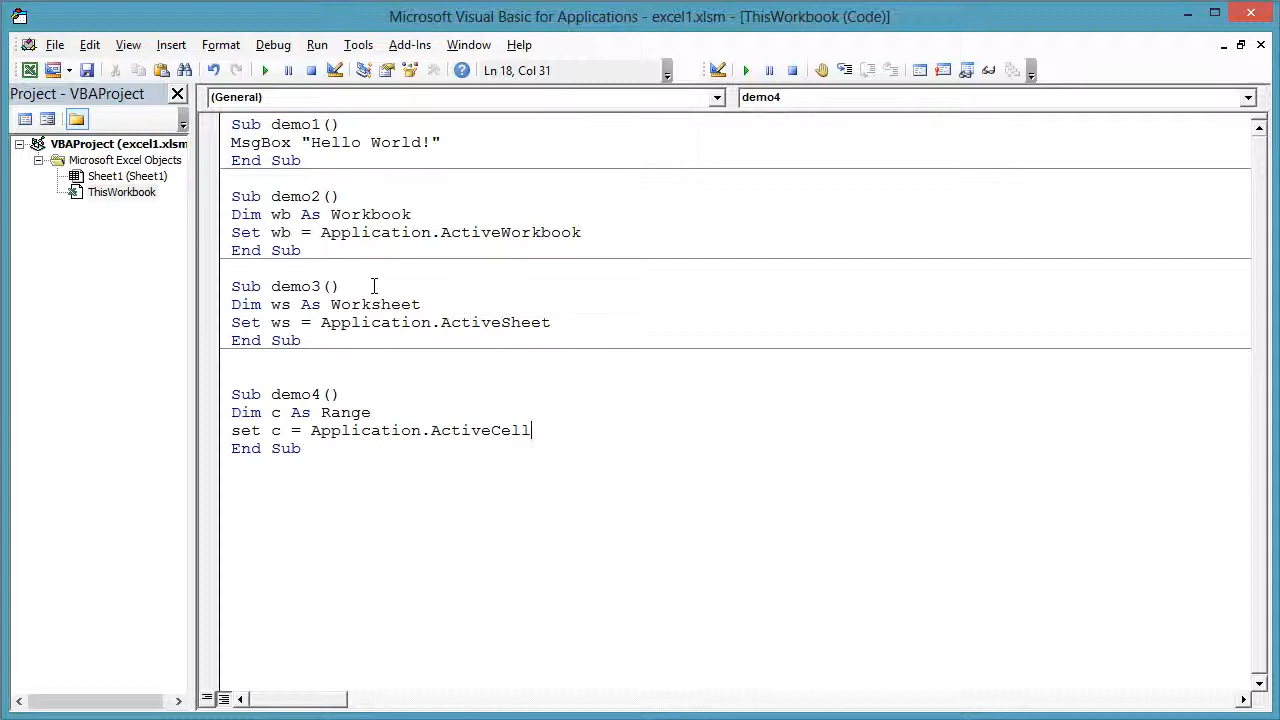 Microsoft Visual Basic for Applications - excel1.xlsm - [ThisWorkbook (Code)]
File Edit View Insert Format Debug Run Tools Add-Ins Window Help
Ln 18, Col 31
Project - VBAProject
(General)
demo4
VBAProject (excel1.xlsm
Microsoft Excel Objects
Sheet1 (Sheet1)
ThisWorkbook
Sub demo1()
MsgBox "Hello World!"
End Sub
Sub demo2()
Dim wb As Workbook
Set wb = Application.ActiveWorkbook
End Sub
Sub demo3()
Dim ws As Worksheet
Set ws = Application.ActiveSheet
End Sub
Sub demo4()
Dim c As Range
set c = Application.ActiveCell
End Sub